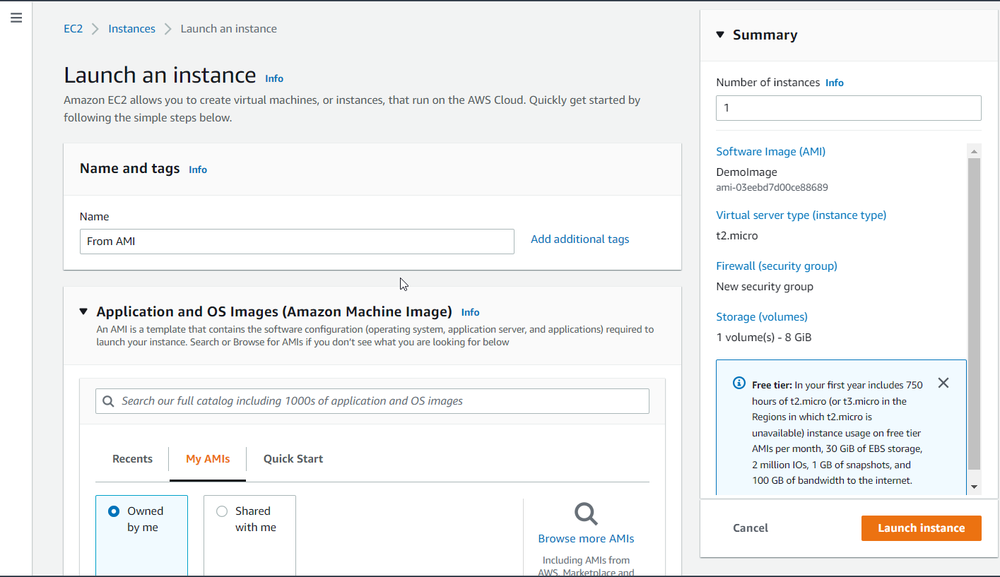 EC2 Instances Launch an instance
Launch an instance Info
Amazon EC2 allows you to create virtual machines, or instances, that run on the AWS Cloud. Quickly get started by
following the simple steps below.
Name and tags Info
Name
From AMI
Add additional tags
Application and OS Images (Amazon Machine Image) Info
An AMI is a template that contains the software configuration (operating system, application server, and applications) required to
launch your instance. Search or Browse for AMIs if you don't see what you are looking for below
Search our full catalog including 1000s of application and OS images
Recents My AMIs Quick Start
Owned
by me
Shared
with me
Browse more AMIs
Including AMIs from
AWS, Marketplace and
Summary
Number of instances Info
1
Software Image (AMI)
DemoImage
ami-03eebd7d00ce88689
Virtual server type (instance type)
t2.micro
Firewall (security group)
New security group
Storage (volumes)
1 volume(s) - 8 GiB
Free tier: In your first year includes 750
hours of t2.micro (or t3.micro in the
Regions in which t2.micro is
unavailable) instance usage on free tier
AMIs per month, 30 GiB of EBS storage,
2 million IOs, 1 GB of snapshots, and
100 GB of bandwidth to the internet.
Cancel
Launch instance